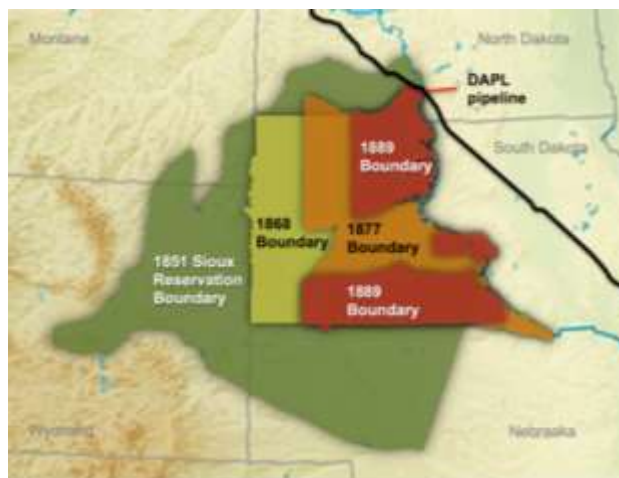 Montana
North Dakota
DAPL
pipeline
South Dakota
1889
Boundary
1868
Boundary
1877
Boundary
1851 Sioux
Reservation
Boundary
1889
Boundary
Wyoming
Nebraska